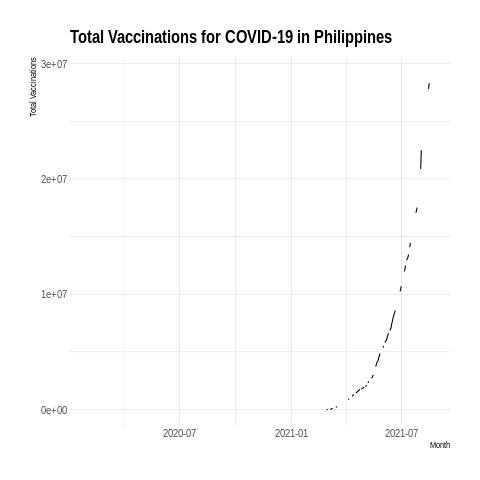 Total Vaccinations for COVID-19 in Philippines
Total Vaccinations
3e+07
2e+07
1e+07
0e+00
2020-07 2021-01 2021-07
Month